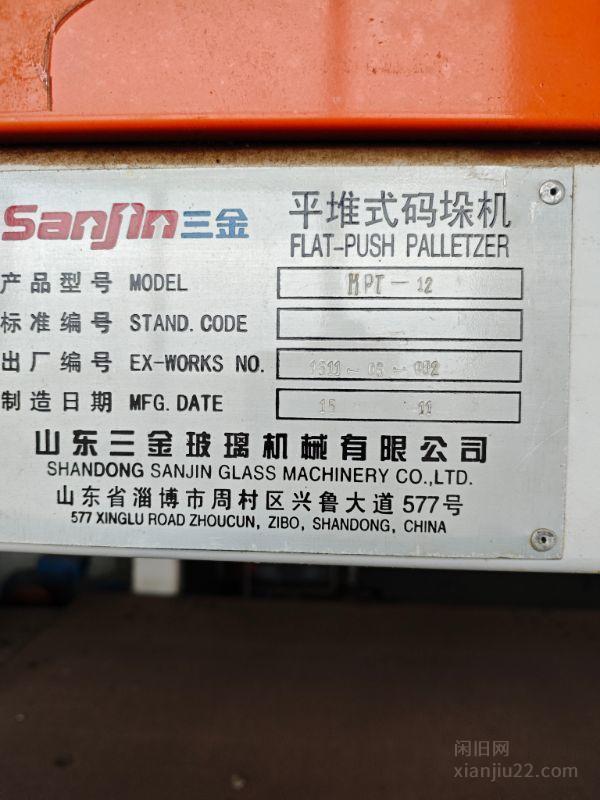 Sanjin三金
平堆式码垛机
FLAT-PUSH PALLETZER
产品型号 MODEL MPT-12
标准编号 STAND. CODE
出厂编号 EX-WORKS NO. 1511-03-002
制造日期 MFG. DATE 15 11
山东三金玻璃机械有限公司
SHANDONG SANJIN GLASS MACHINERY CO.,LTD.
山东省淄博市周村区兴鲁大道577号
577 XINGLU ROAD ZHOUCUN, ZIBO, SHANDONG, CHINA
闲旧网
xianjiu22.com